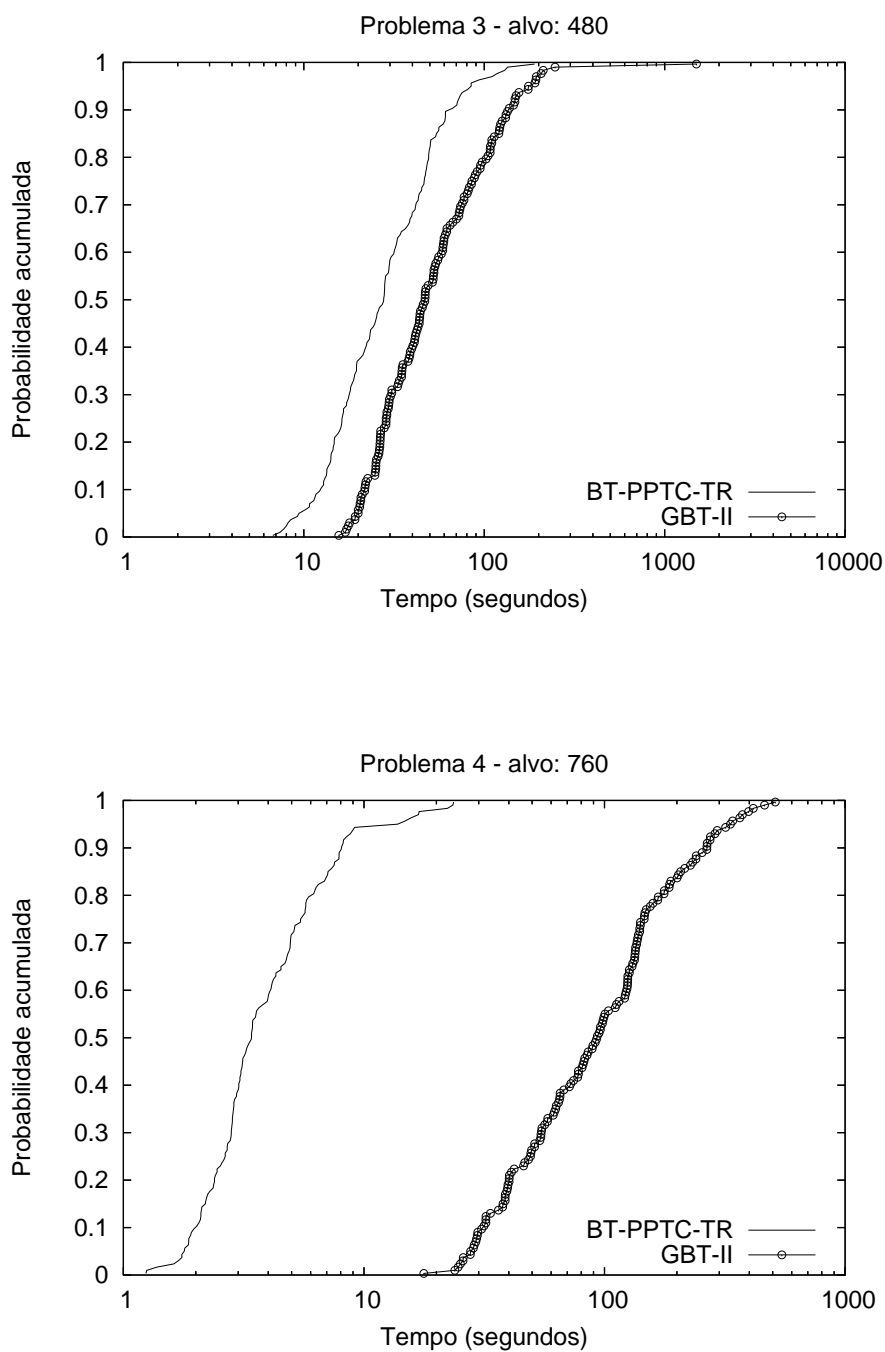 Problema 3 - alvo: 480
1
0.9
0.8
0.7
0.6
0.5
0.4
0.3
0.2
0.1
0
Probabilidade acumulada
BT-PPTC-TR
GBT-II
1 10 100 1000 10000
Tempo (segundos)
Problema 4 - alvo: 760
1
0.9
0.8
0.7
0.6
0.5
0.4
0.3
0.2
0.1
0
Probabilidade acumulada
BT-PPTC-TR
GBT-II
1 10 100 1000
Tempo (segundos)